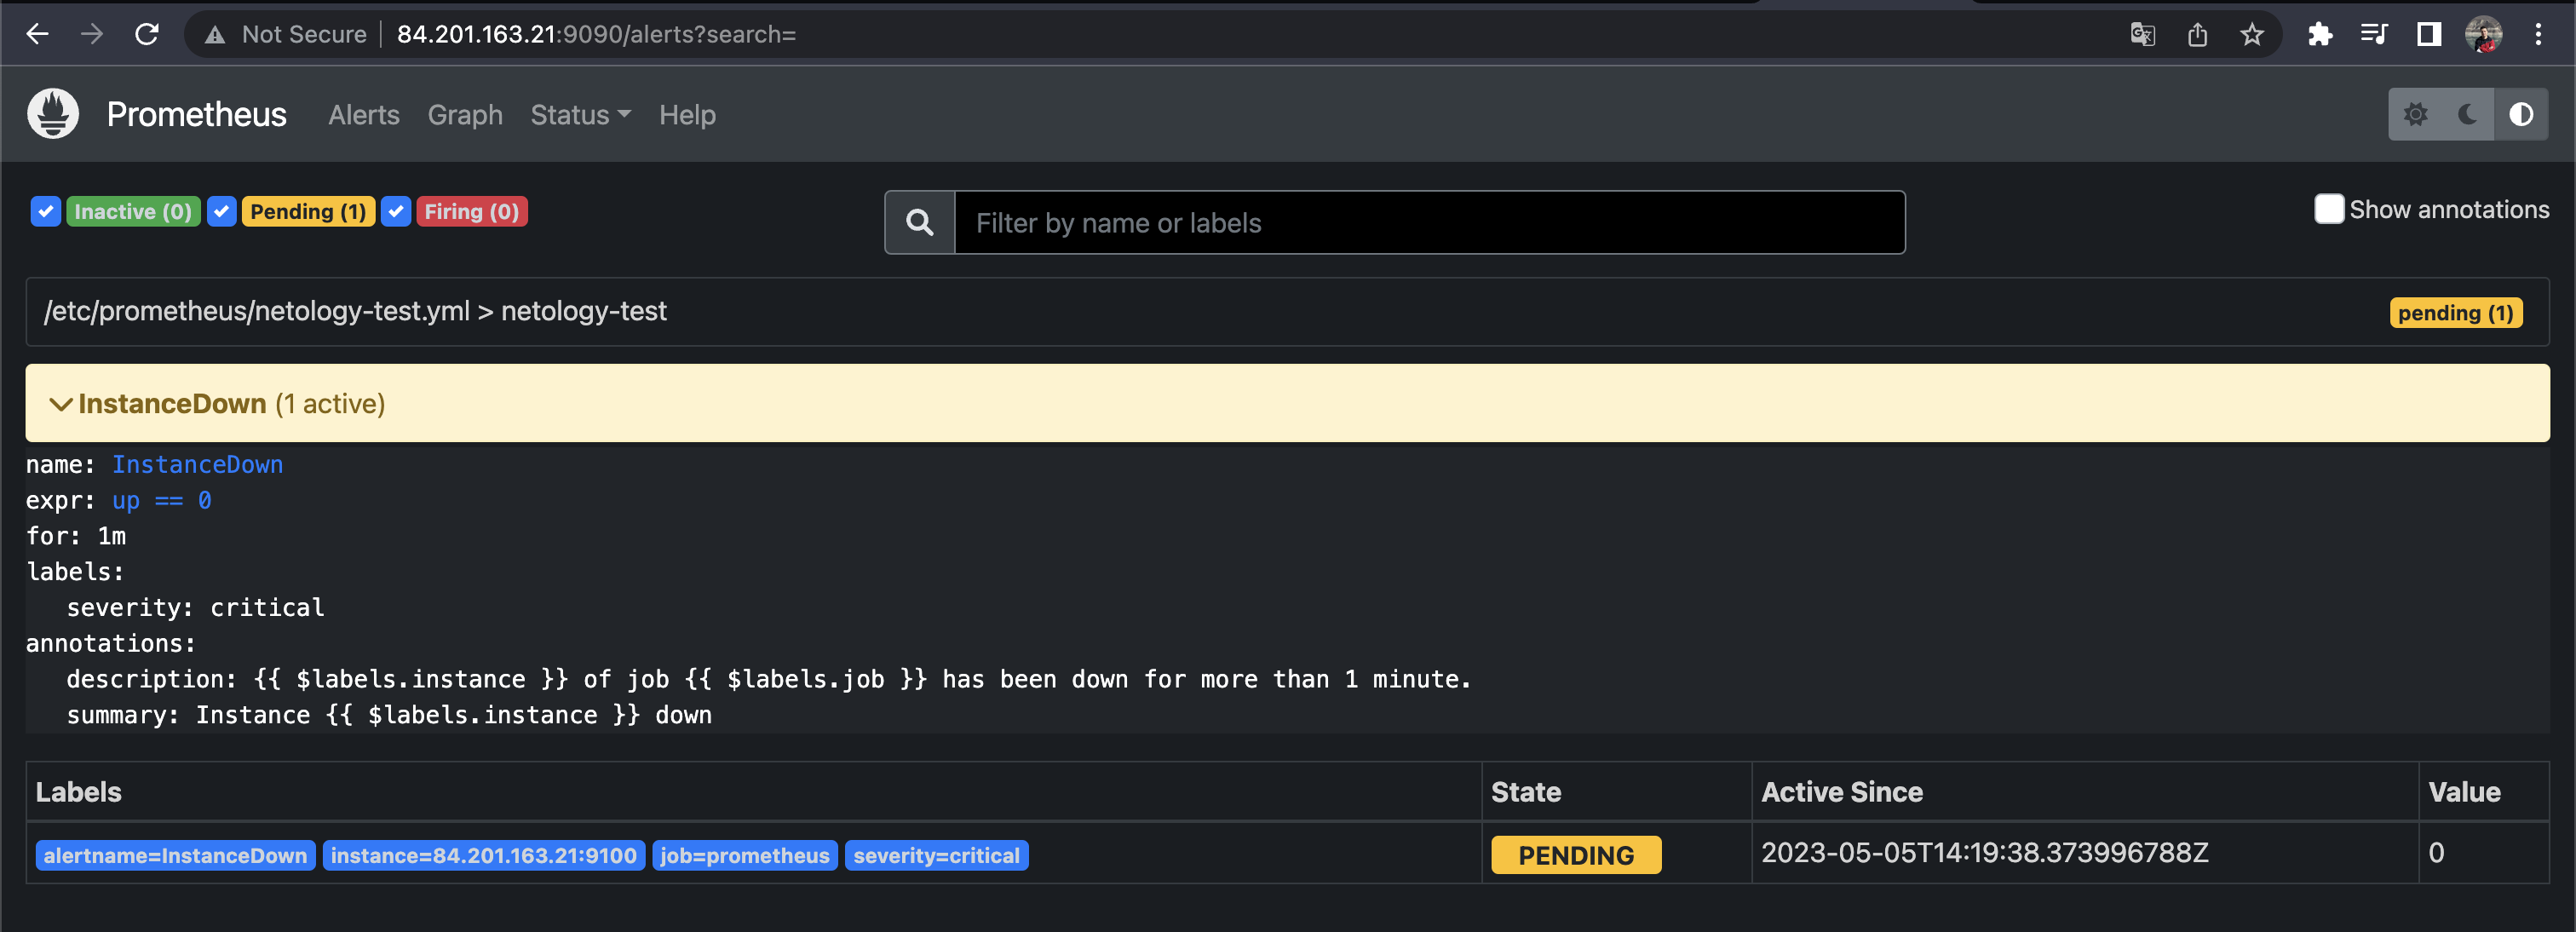 Not Secure 84.201.163.21:9090/alerts?search=
Prometheus Alerts Graph Status Help
Inactive (0) Pending (1) Firing (0) Filter by name or labels Show annotations
/etc/prometheus/netology-test.yml > netology-test pending (1)
InstanceDown (1 active)
name: InstanceDown
expr: up == 0
for: 1m
labels:
severity: critical
annotations:
description: {{ $labels.instance }} of job {{ $labels.job }} has been down for more than 1 minute.
summary: Instance {{ $labels.instance }} down
Labels State Active Since Value
alertname=InstanceDown instance=84.201.163.21:9100 job=prometheus severity=critical PENDING 2023-05-05T14:19:38.373996788Z 0